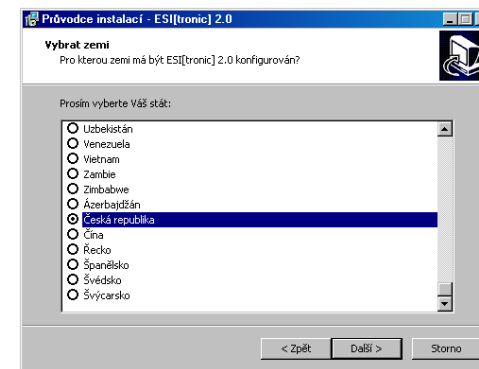 Průvodce instalací - ESI[tronic] 2.0
Vybrat zemi
Pro kterou zemi má být ESI[tronic] 2.0 konfigurován?
Prosím vyberte Váš stát:
Uzbekistán
Venezuela
Vietnam
Zambie
Zimbabwe
Ázerbajdžán
Česká republika
Čína
Řecko
Španělsko
Švédsko
Švýcarsko
< Zpět Další > Storno